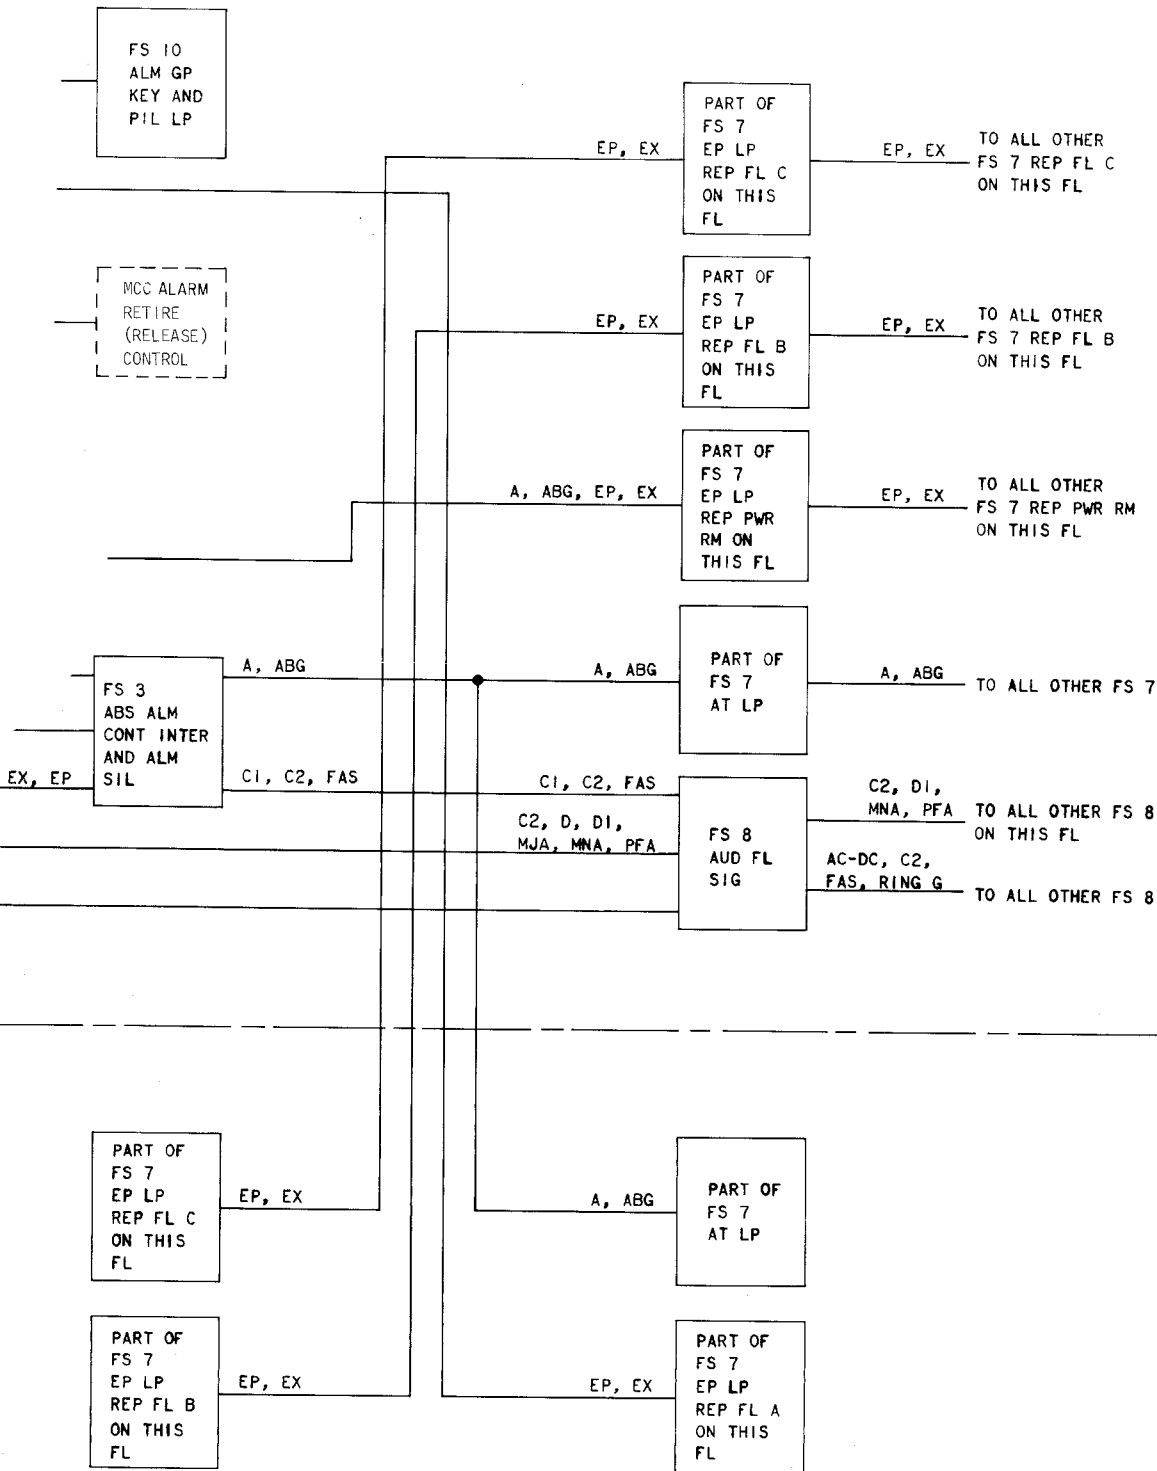 FS 10
ALM GP
KEY AND
PIL LP
PART OF
FS 7
EP LP
REP FL C
ON THIS
FL
EP, EX
EP, EX
TO ALL OTHER
FS 7 REP FL C
ON THIS FL
MCC ALARM
RETIRE
(RELEASE)
CONTROL
PART OF
FS 7
EP LP
REP FL B
ON THIS
FL
EP, EX
EP, EX
TO ALL OTHER
FS 7 REP FL B
ON THIS FL
PART OF
FS 7
EP LP
REP PWR
RM ON
THIS FL
A, ABG, EP, EX
EP, EX
TO ALL OTHER
FS 7 REP PWR RM
ON THIS FL
FS 3
ABS ALM
CONT INTER
AND ALM
SIL
EX, EP
A, ABG
A, ABG
PART OF
FS 7
AT LP
A, ABG
TO ALL OTHER FS 7
C1, C2, FAS
C1, C2, FAS
C2, D, D1,
MJA, MNA, PFA
FS 8
AUD FL
SIG
C2, D1,
MNA, PFA
TO ALL OTHER FS 8
ON THIS FL
AC-DC, C2,
FAS, RING G
TO ALL OTHER FS 8
PART OF
FS 7
EP LP
REP FL C
ON THIS
FL
EP, EX
A, ABG
PART OF
FS 7
AT LP
PART OF
FS 7
EP LP
REP FL B
ON THIS
FL
EP, EX
EP, EX
PART OF
FS 7
EP LP
REP FL A
ON THIS
FL